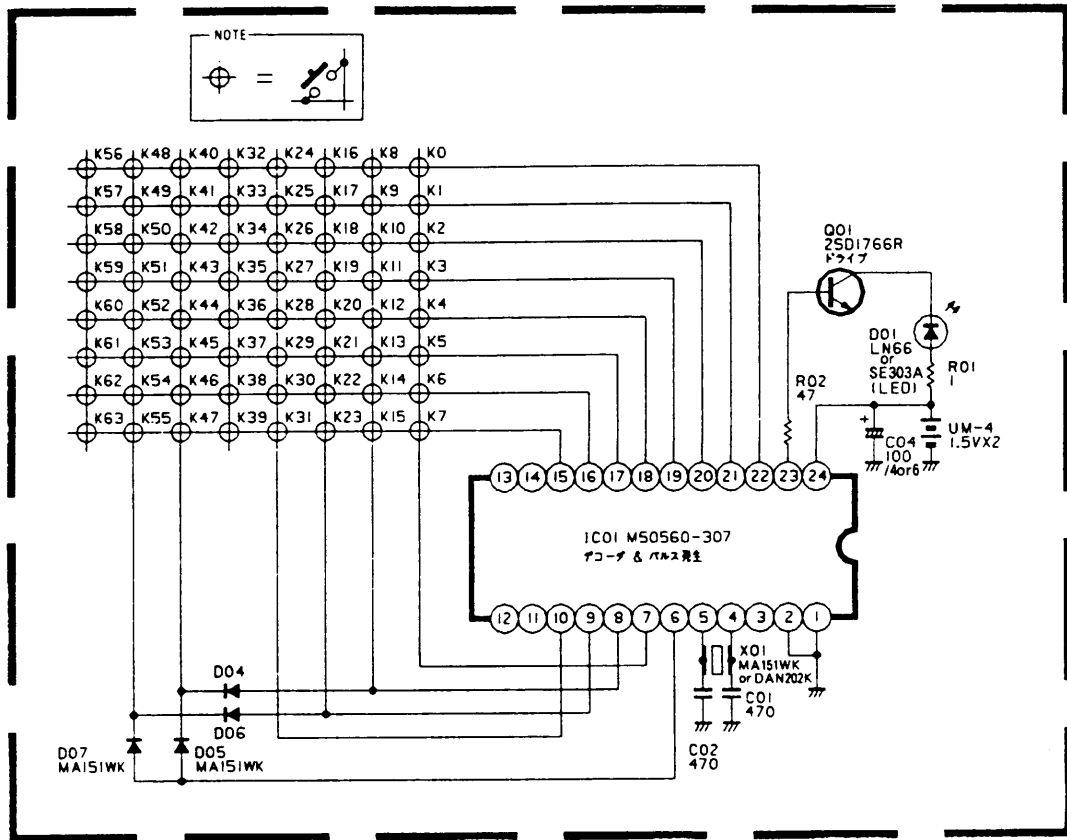 NOTE
=
K56 K48 K40 K32 K24 K16 K8 K0
K57 K49 K41 K33 K25 K17 K9 K1
K58 K50 K42 K34 K26 K18 K10 K2
K59 K51 K43 K35 K27 K19 K11 K3
K60 K52 K44 K36 K28 K20 K12 K4
K61 K53 K45 K37 K29 K21 K13 K5
K62 K54 K46 K38 K30 K22 K14 K6
K63 K55 K47 K39 K31 K23 K15 K7
Q01
2SD1766R
ドライブ
D01
LN66
or
SE303A
(LED)
R01
1
R02
47
+
C04
100
/4or6
UM-4
1.5VX2
13 14 15 16 17 18 19 20 21 22 23 24
IC01 M50560-307
デコーダ & パルス発生
12 11 10 9 8 7 6 5 4 3 2 1
X01
MA151WK
or DAN202K
C01
470
C02
470
D04
D06
D07
MA151WK
D05
MA151WK